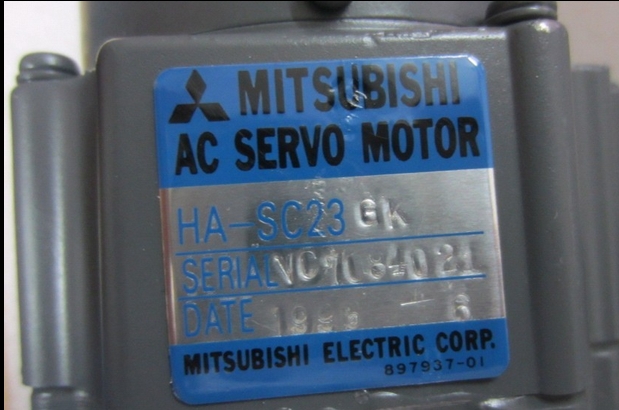 MITSUBISHI
AC SERVO MOTOR
HA-SC23 GK
SERIAL
DATE
MITSUBISHI ELECTRIC CORP.
897937-01